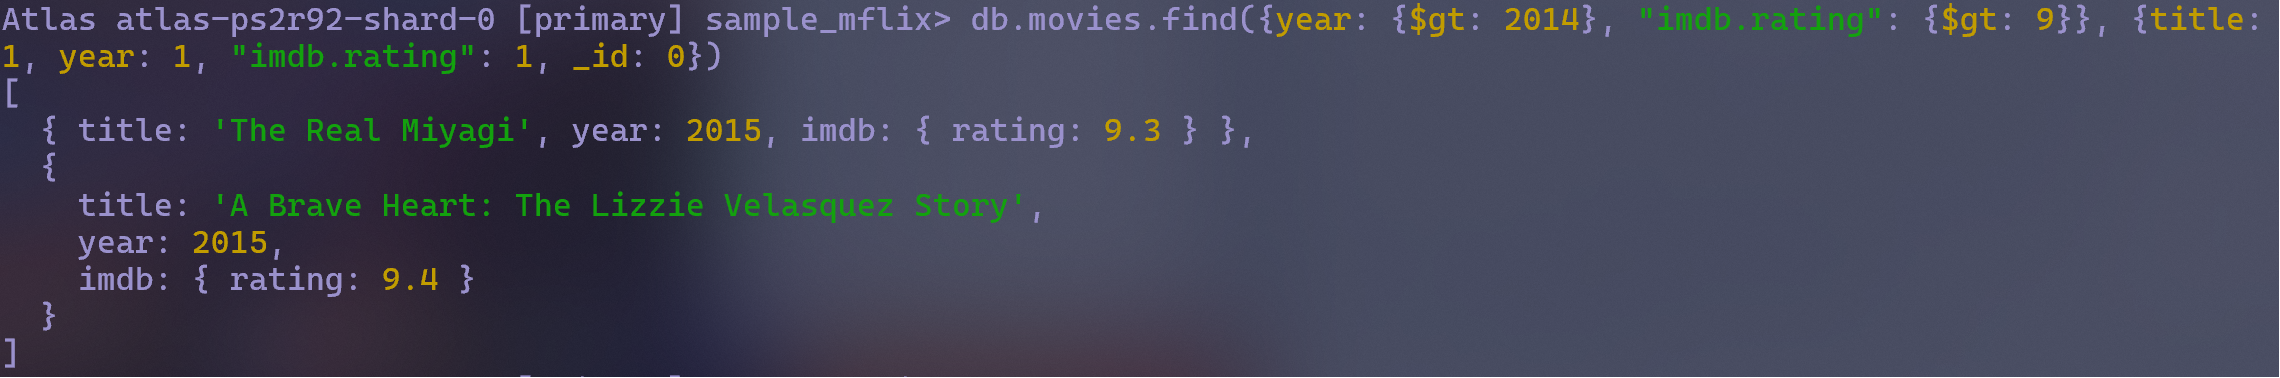 Atlas atlas-ps2r92-shard-0 [primary] sample_mflix> db.movies.find({year: {$gt: 2014}, "imdb.rating": {$gt: 9}}, {title:
1, year: 1, "imdb.rating": 1, _id: 0})
[
  { title: 'The Real Miyagi', year: 2015, imdb: { rating: 9.3 } },
  {
    title: 'A Brave Heart: The Lizzie Velasquez Story',
    year: 2015,
    imdb: { rating: 9.4 }
  }
]